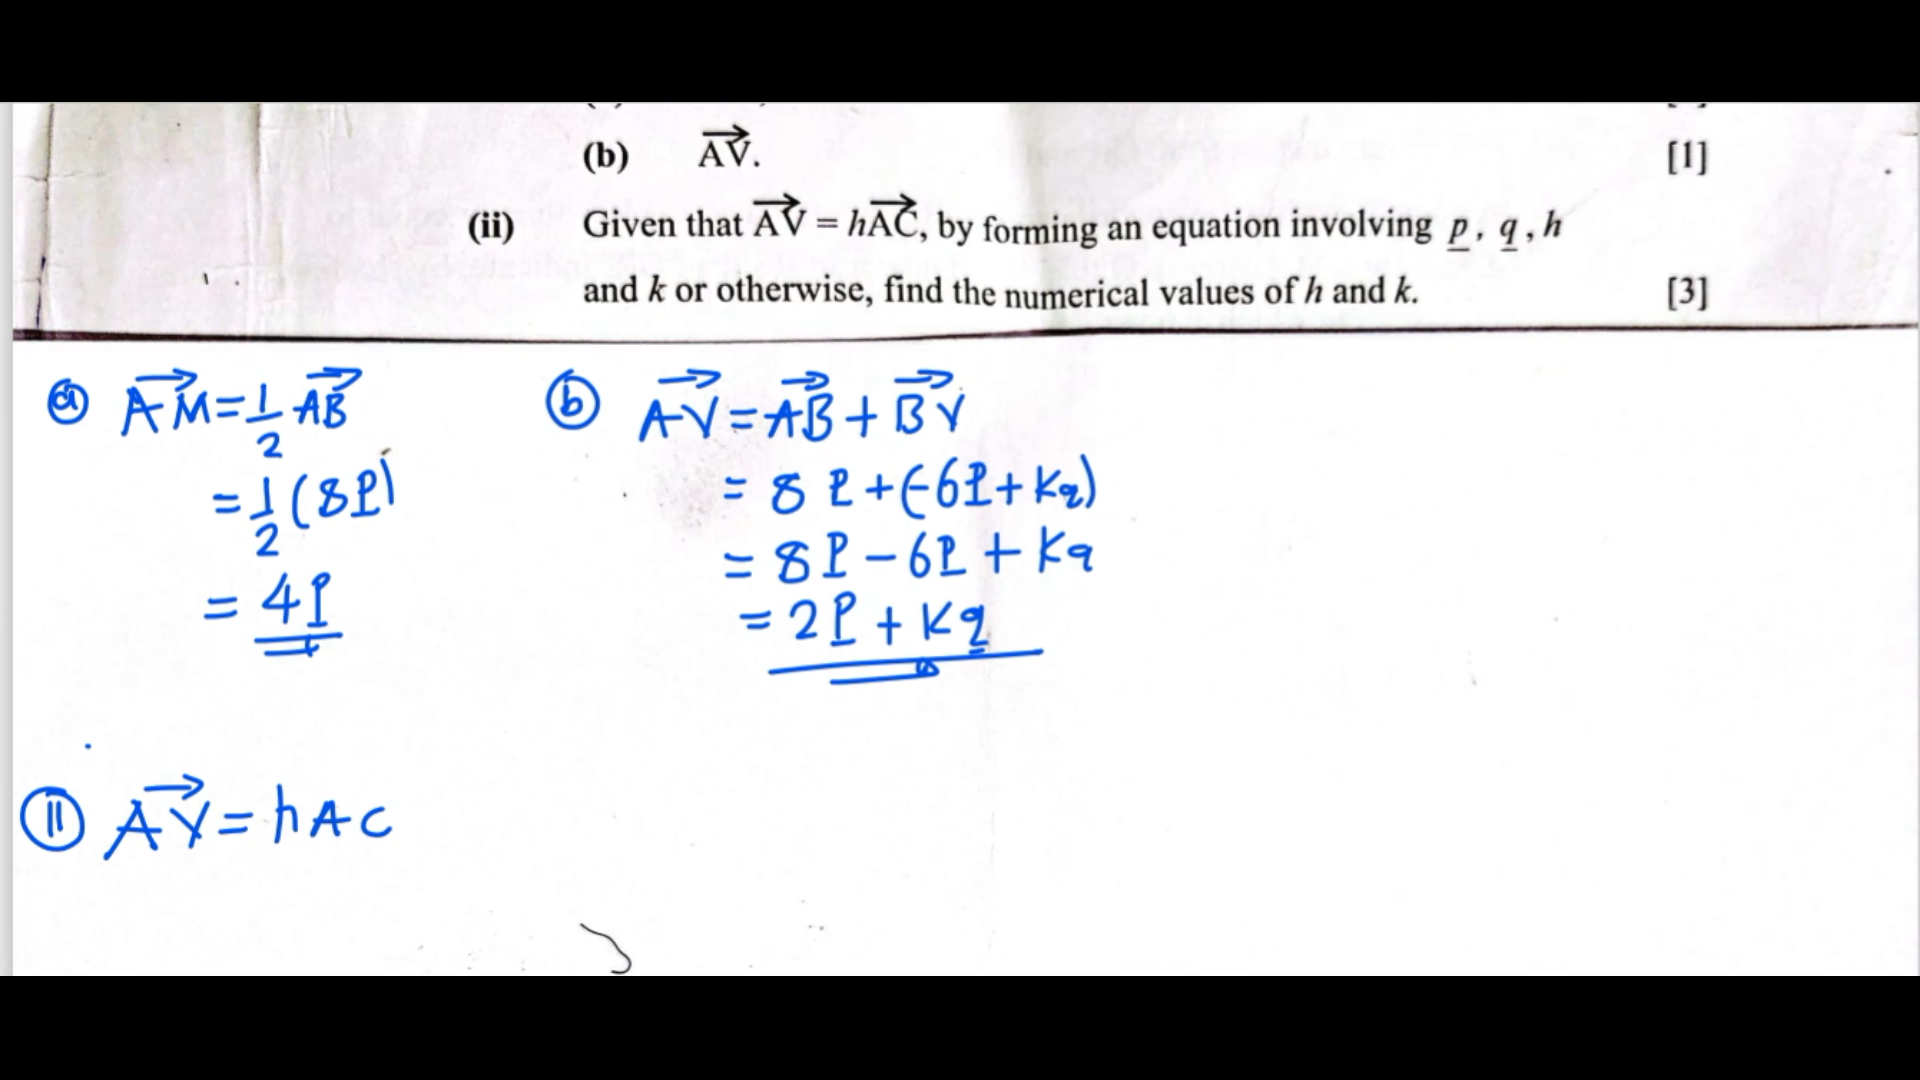 (b) AV. [1]
(ii) Given that AV = hAC, by forming an equation involving p, q, h
and k or otherwise, find the numerical values of h and k. [3]
(a) AM = 1/2 AB
= 1/2 (8P)
= 4P
(b) AV = AB + BV
= 8P + (-6P + Kq)
= 8P - 6P + Kq
= 2P + Kq
(ii) AV = hAC